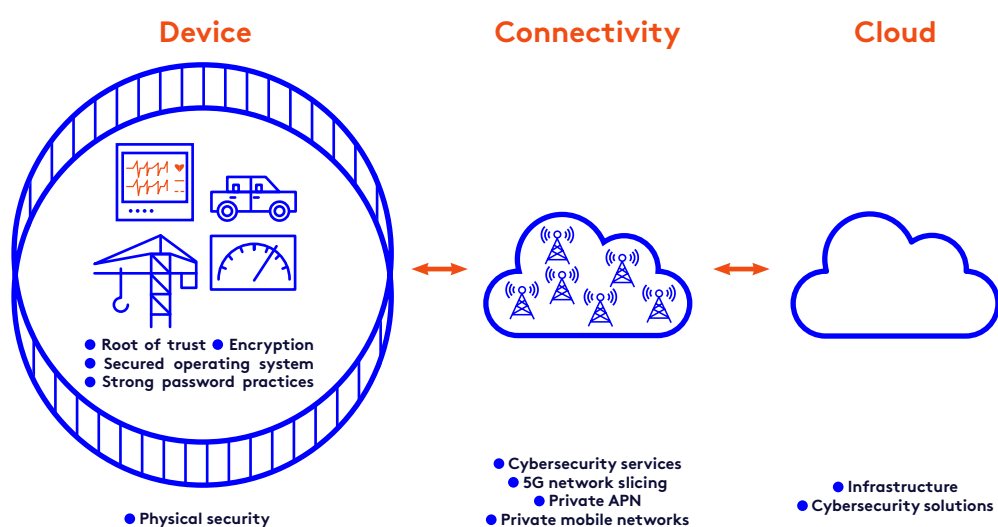 Device
Connectivity
Cloud
Root of trust Encryption
Secured operating system
Strong password practices
Physical security
Cybersecurity services
5G network slicing
Private APN
Private mobile networks
Infrastructure
Cybersecurity solutions